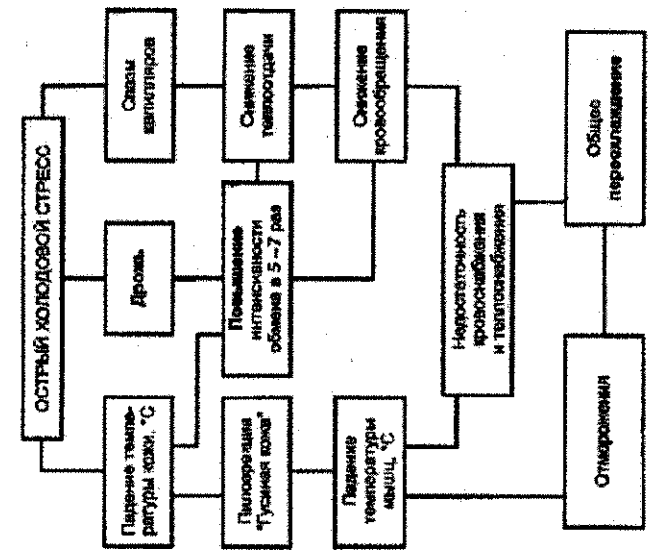 ОСТРЫЙ ХОЛОДОВОЙ СТРЕСС
Падение темпе-
ратуры кожи, °C
Дрожь
Спазм
капилляров
Пилоэрекция
"Гусиная кожа"
Повышение
интенсивности
обмена в 5–7 раз
Снижение
теплоотдачи
Падение
температуры
мышц, °C
Снижение
кровообращения
Недостаточность
кровоснабжения
и теплоснабжения
Отморожения
Общее
переохлаждение